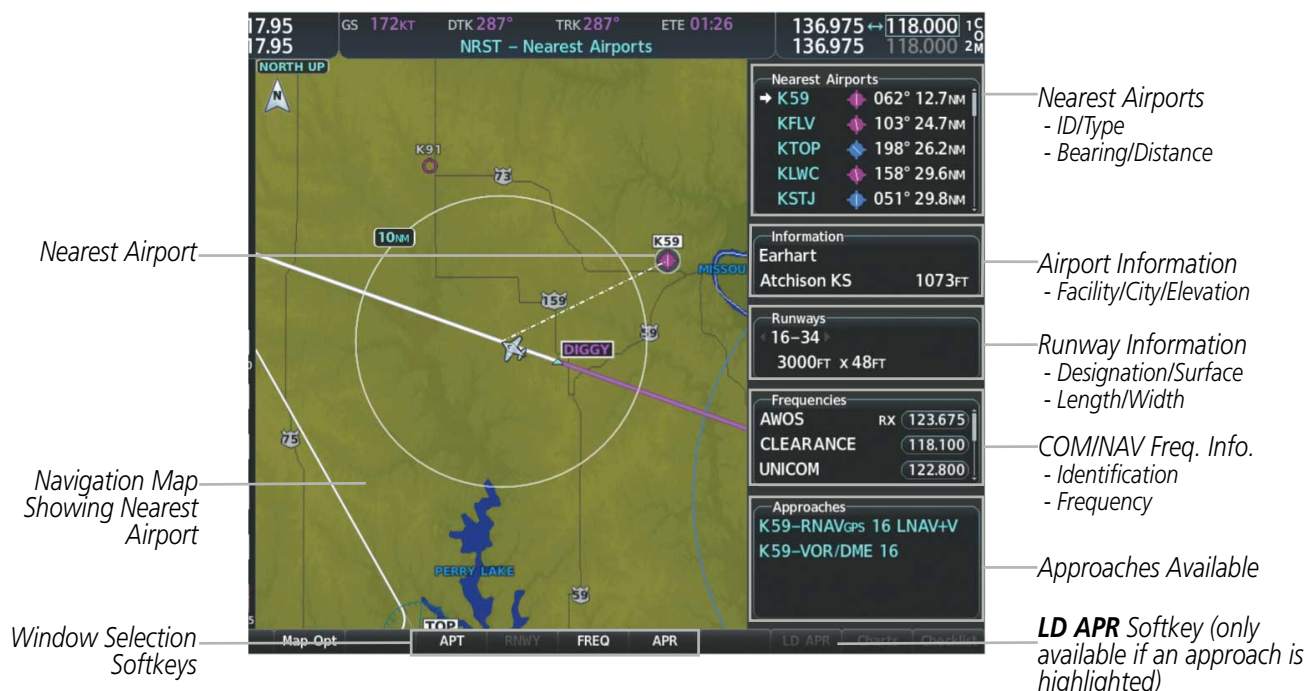 17.95 GS 172KT DTK 287° TRK 287° ETE 01:26 136.975 ↔ 118.000 1 C
17.95 NRST – Nearest Airports 136.975 118.000 2 O M
NORTH UP
N
K91
73
10NM
K59
MISSOU
159
59
DIGGY
75
PERRY LAKE
59
TOP
Nearest Airports
K59 062° 12.7NM
KFLV 103° 24.7NM
KTOP 198° 26.2NM
KLWC 158° 29.6NM
KSTJ 051° 29.8NM
Information
Earhart
Atchison KS 1073FT
Runways
16–34
3000FT x 48FT
Frequencies
AWOS RX 123.675
CLEARANCE 118.100
UNICOM 122.800
Approaches
K59–RNAVGPS 16 LNAV+V
K59–VOR/DME 16
Map Opt APT RNWY FREQ APR LD APR Charts Checklist
Nearest Airport
Navigation Map
Showing Nearest
Airport
Window Selection
Softkeys
Nearest Airports
- ID/Type
- Bearing/Distance
Airport Information
- Facility/City/Elevation
Runway Information
- Designation/Surface
- Length/Width
COM/NAV Freq. Info.
- Identification
- Frequency
Approaches Available
LD APR Softkey (only
available if an approach is
highlighted)